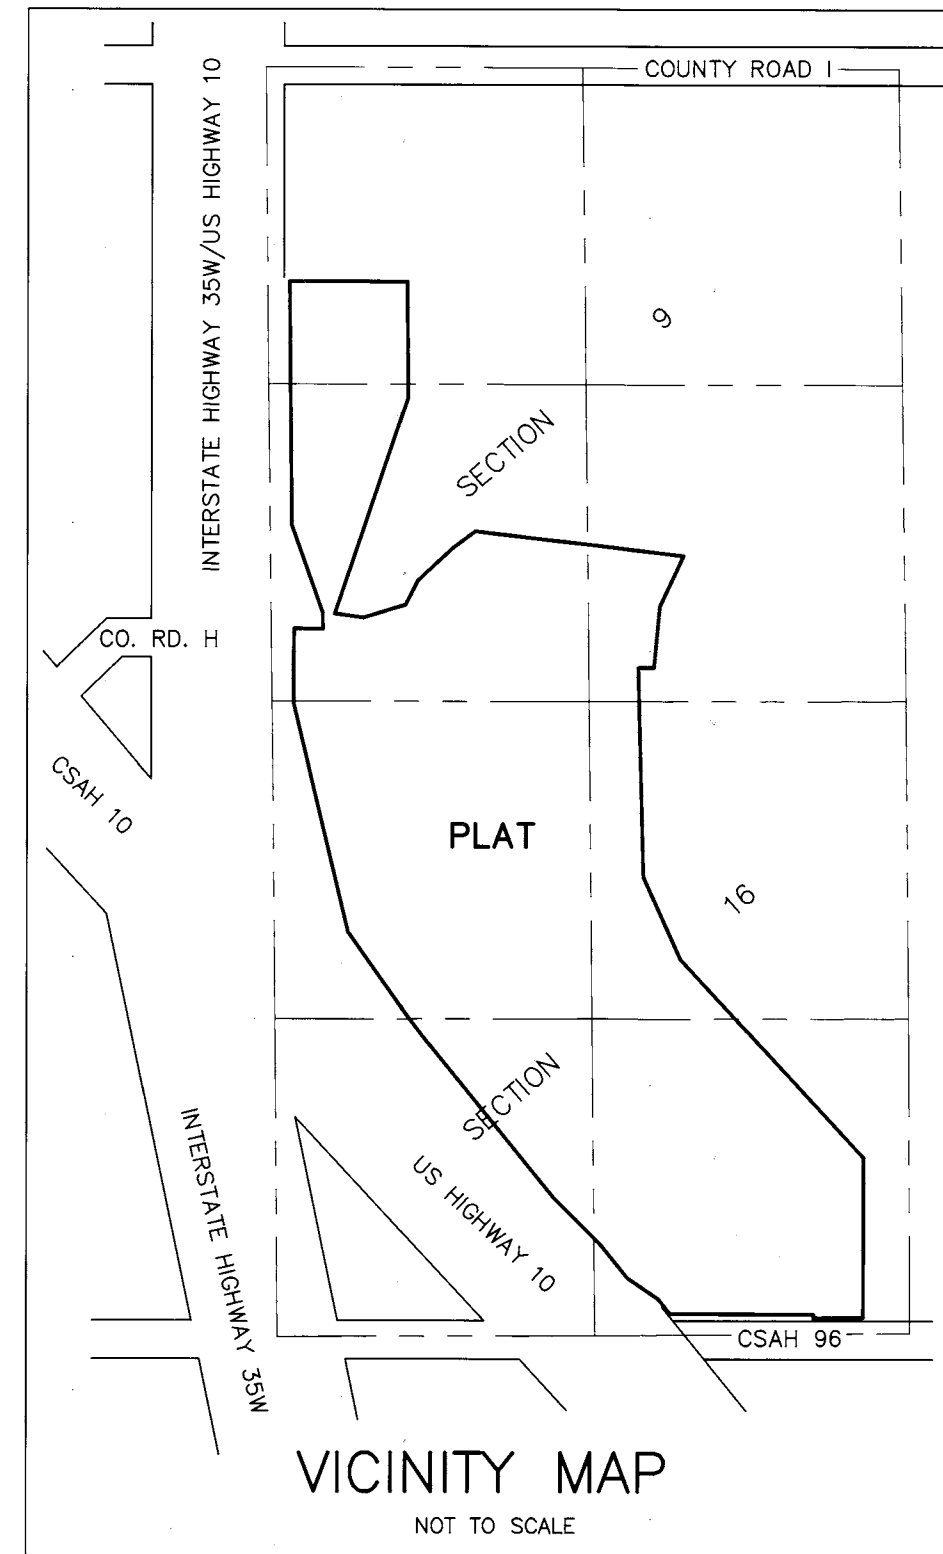 COUNTY ROAD I
INTERSTATE HIGHWAY 35W/US HIGHWAY 10
9
SECTION
CO. RD. H
CSAH 10
PLAT
16
SECTION
US HIGHWAY 10
INTERSTATE HIGHWAY 35W
CSAH 96
VICINITY MAP
NOT TO SCALE